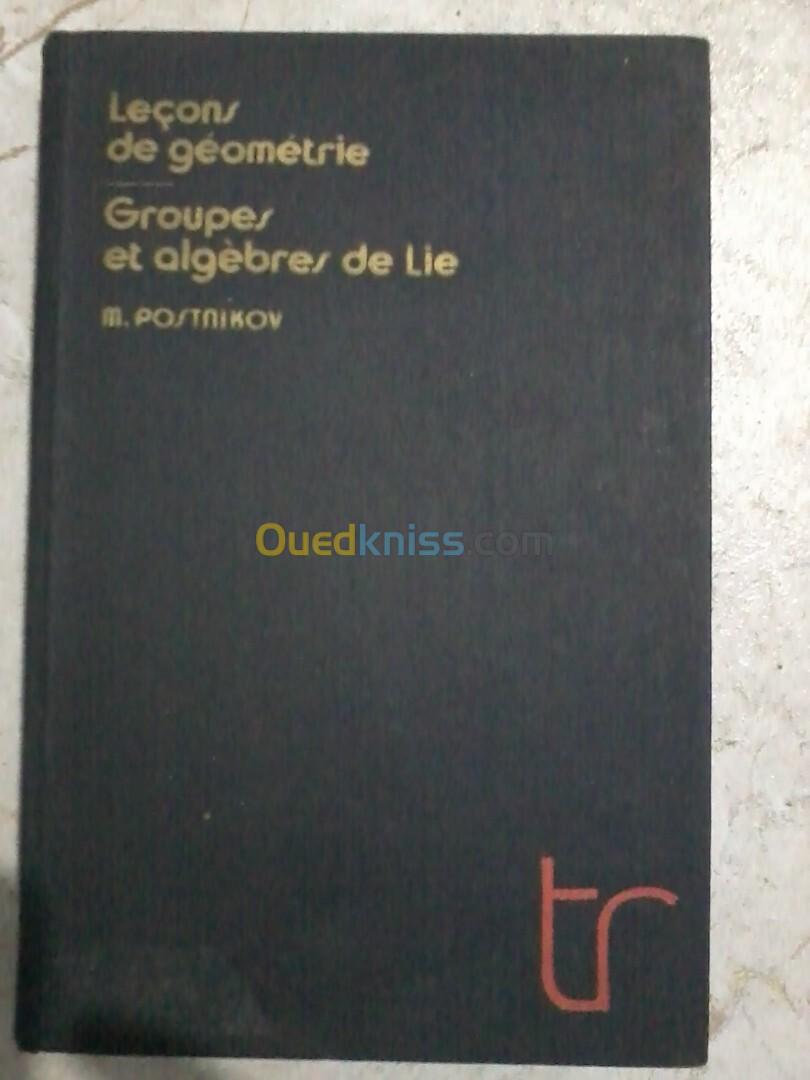 Leçons
de géométrie
Groupes
et algèbres de Lie
M. POSTNIKOV
Ouedkniss.com
tr